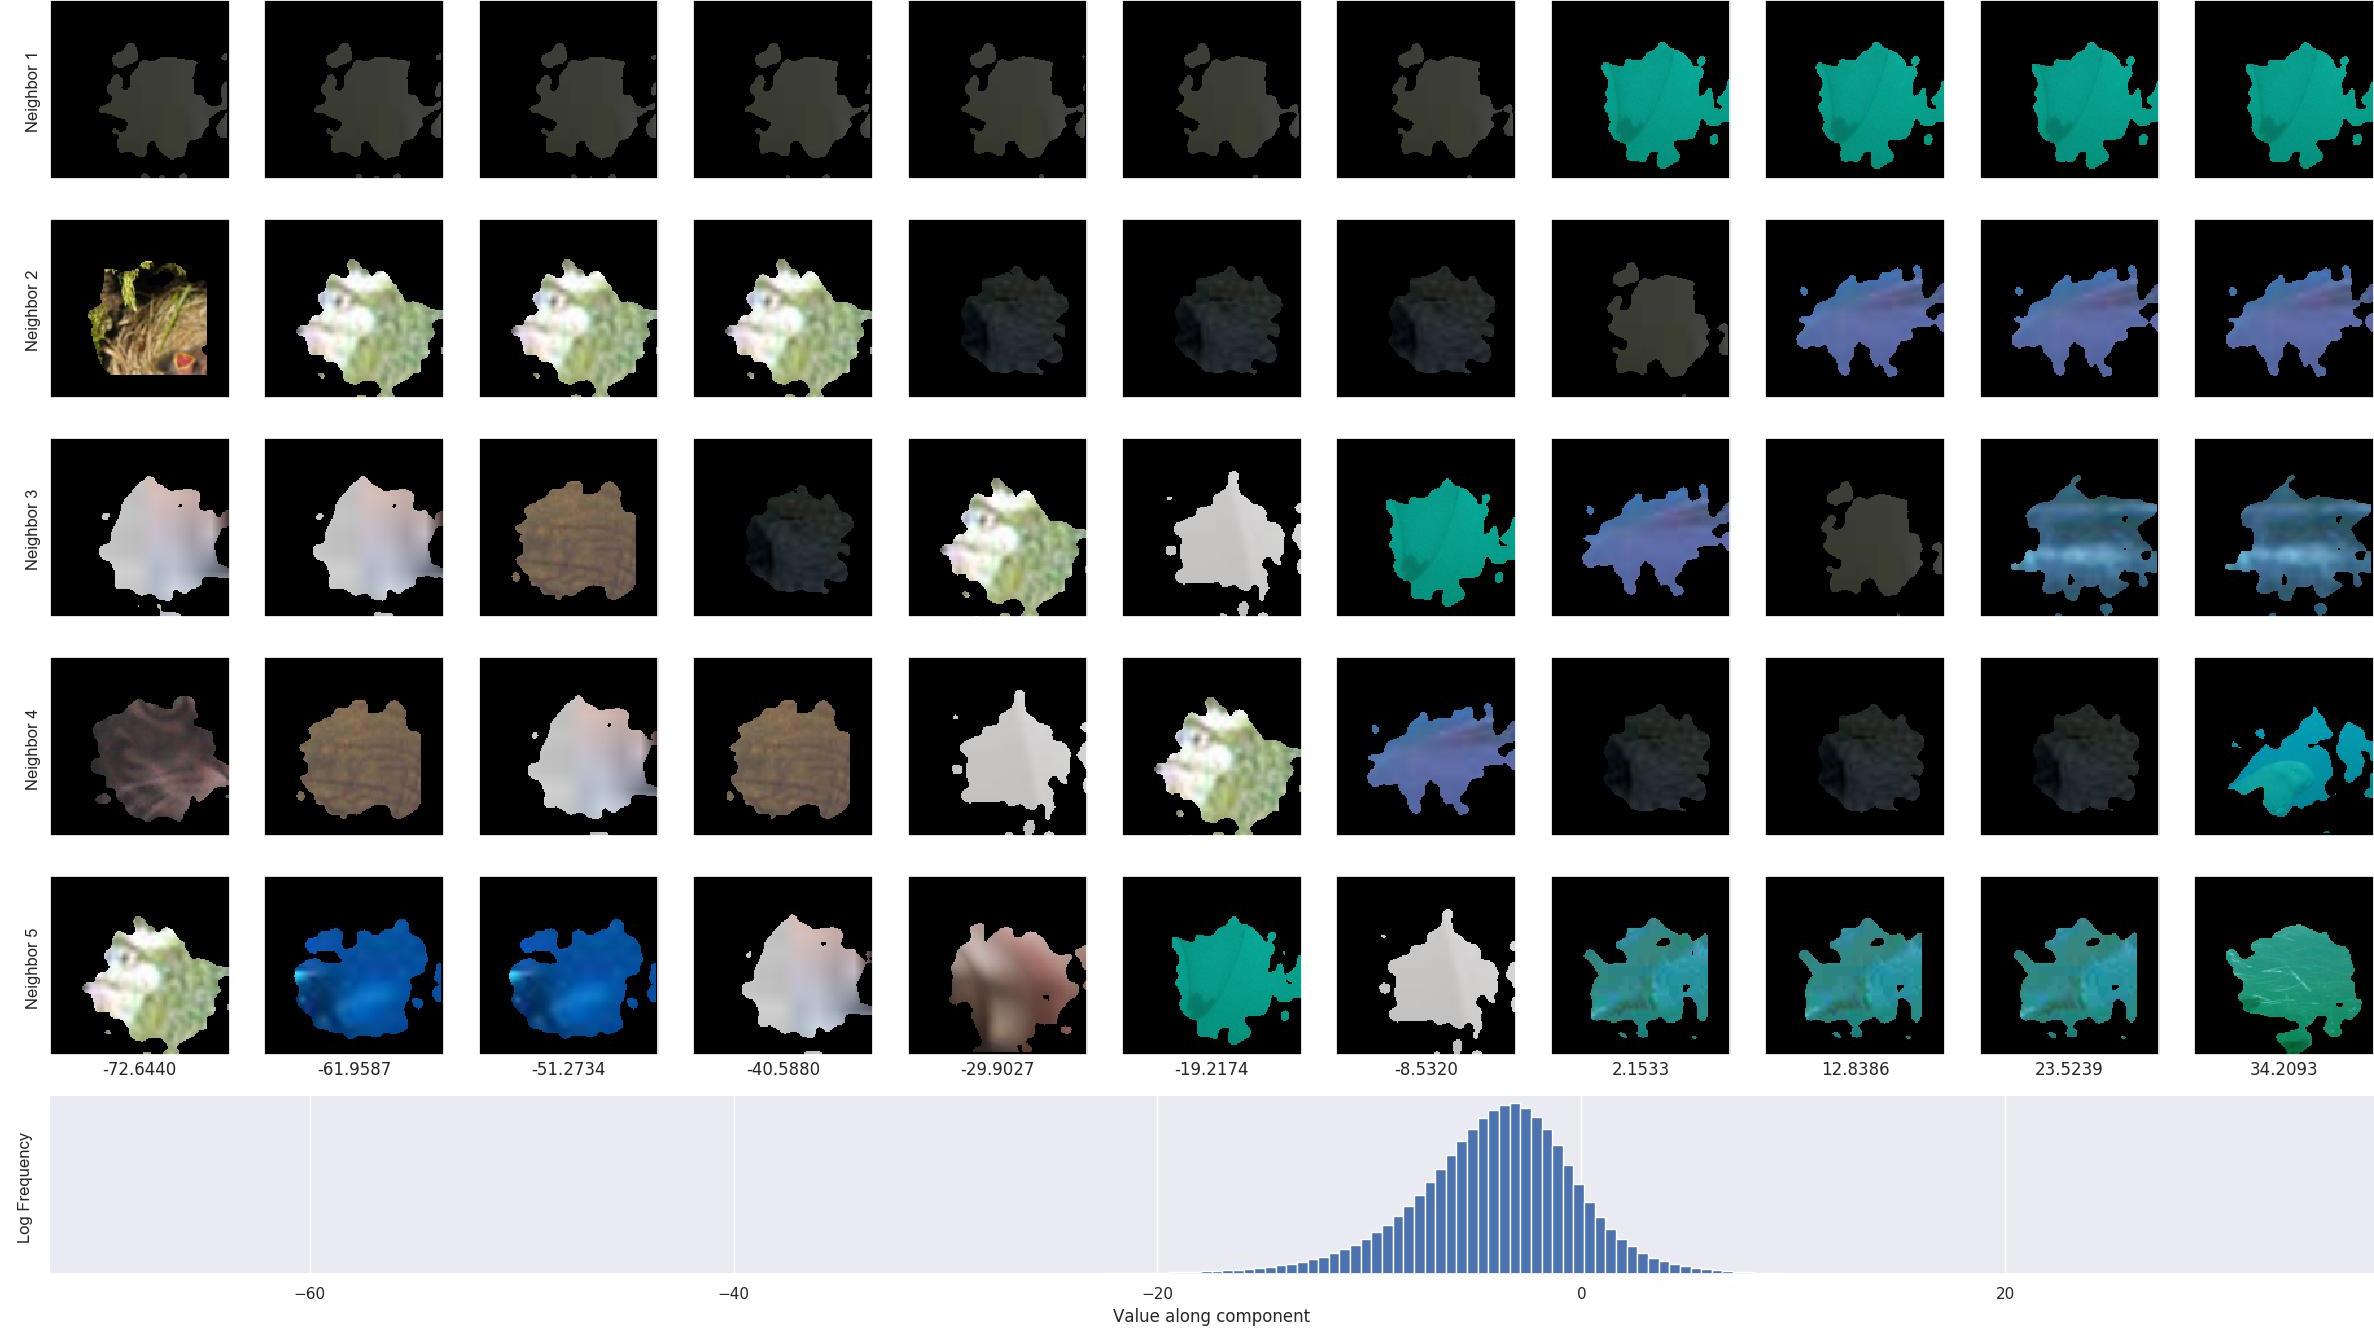 Neighbor 1
Neighbor 2
Neighbor 3
Neighbor 4
Neighbor 5
-72.6440 -61.9587 -51.2734 -40.5880 -29.9027 -19.2174 -8.5320 2.1533 12.8386 23.5239 34.2093
Log Frequency
−60 −40 −20 0 20
Value along component